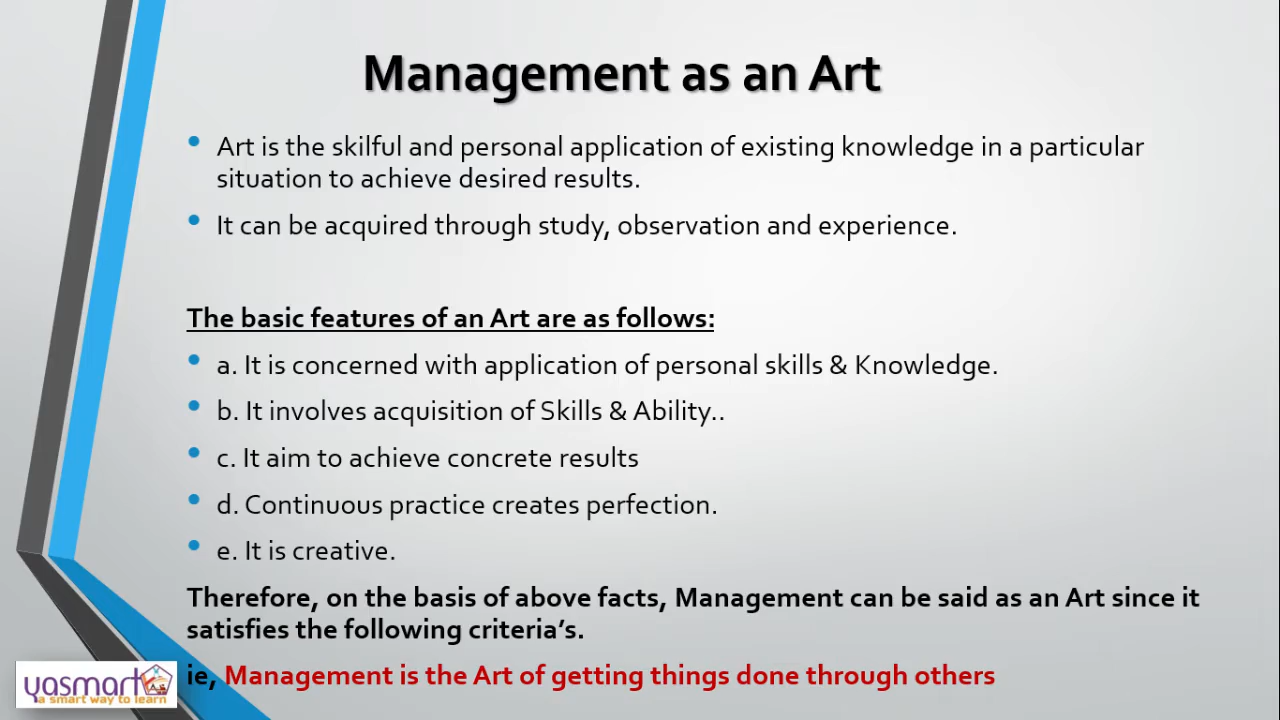 Management as an Art
• Art is the skilful and personal application of existing knowledge in a particular
situation to achieve desired results.
• It can be acquired through study, observation and experience.
The basic features of an Art are as follows:
• a. It is concerned with application of personal skills & Knowledge.
• b. It involves acquisition of Skills & Ability..
• c. It aim to achieve concrete results
• d. Continuous practice creates perfection.
• e. It is creative.
Therefore, on the basis of above facts, Management can be said as an Art since it
satisfies the following criteria's.
ie, Management is the Art of getting things done through others
yasmart
a smart way to learn